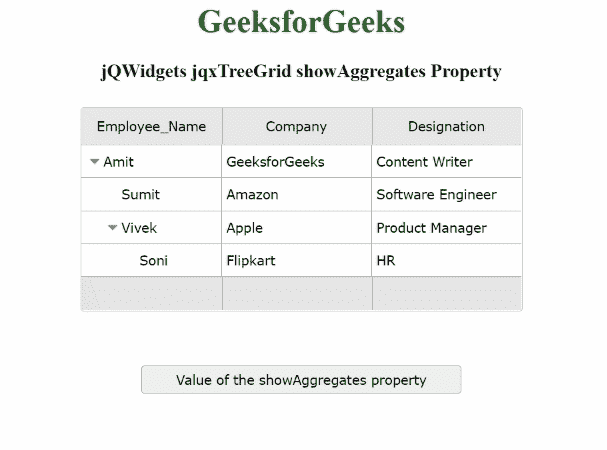 GeeksforGeeks
jQWidgets jqxTreeGrid showAggregates Property
Employee_Name Company Designation
Amit GeeksforGeeks Content Writer
Sumit Amazon Software Engineer
Vivek Apple Product Manager
Soni Flipkart HR
Value of the showAggregates property